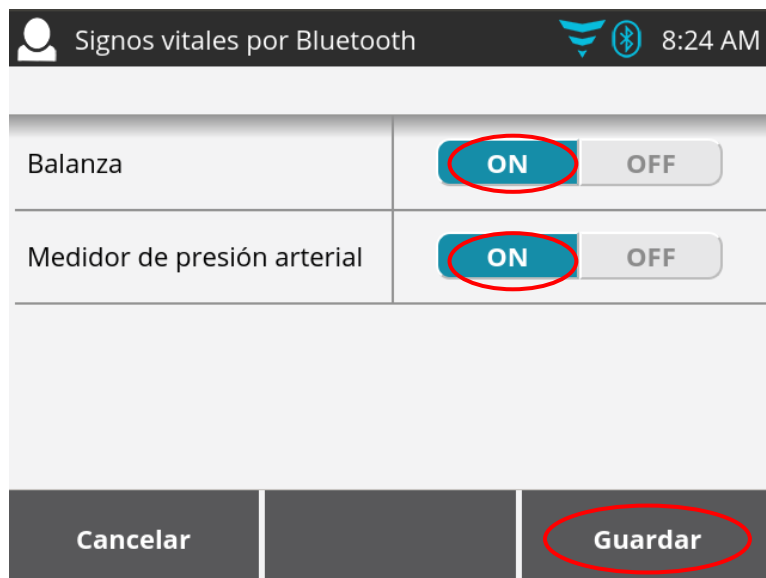 Signos vitales por Bluetooth 8:24 AM
Balanza ON OFF
Medidor de presión arterial ON OFF
Cancelar Guardar